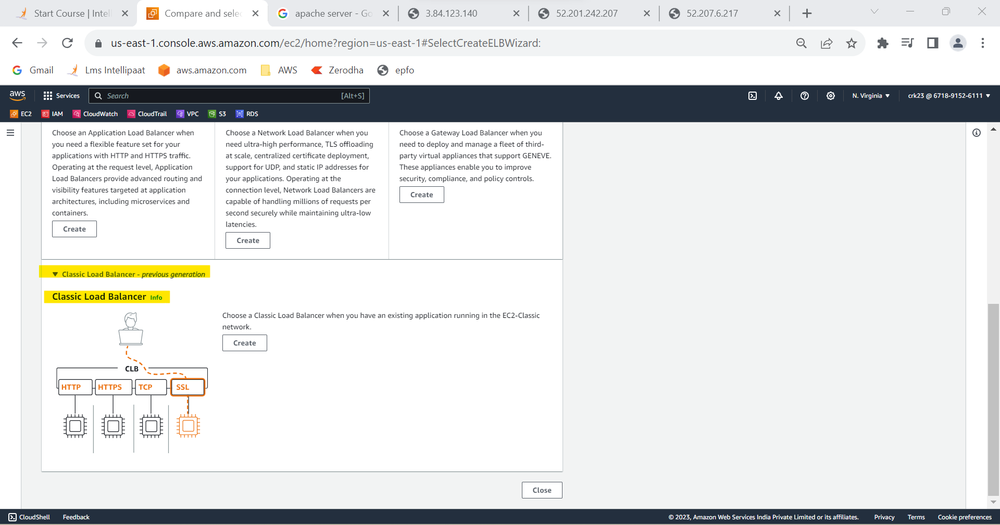 Start Course | Intell
Compare and selec
apache server - Go
3.84.123.140
52.201.242.207
52.207.6.217
us-east-1.console.aws.amazon.com/ec2/home?region=us-east-1#SelectCreateELBWizard:
Gmail
Lms Intellipaat
aws.amazon.com
AWS
Zerodha
epfo
aws
Services
Search
[Alt+S]
N. Virginia
crk23 @ 6718-9152-6111
EC2
IAM
CloudWatch
CloudTrail
VPC
S3
RDS
Choose an Application Load Balancer when
you need a flexible feature set for your
applications with HTTP and HTTPS traffic.
Operating at the request level, Application
Load Balancers provide advanced routing and
visibility features targeted at application
architectures, including microservices and
containers.
Create
Choose a Network Load Balancer when you
need ultra-high performance, TLS offloading
at scale, centralized certificate deployment,
support for UDP, and static IP addresses for
your applications. Operating at the
connection level, Network Load Balancers are
capable of handling millions of requests per
second securely while maintaining ultra-low
latencies.
Create
Choose a Gateway Load Balancer when you
need to deploy and manage a fleet of third-
party virtual appliances that support GENEVE.
These appliances enable you to improve
security, compliance, and policy controls.
Create
Classic Load Balancer - previous generation
Classic Load Balancer Info
Choose a Classic Load Balancer when you have an existing application running in the EC2-Classic
network.
Create
CLB
HTTP
HTTPS
TCP
SSL
Close
CloudShell
Feedback
© 2023, Amazon Web Services India Private Limited or its affiliates.
Privacy
Terms
Cookie preferences